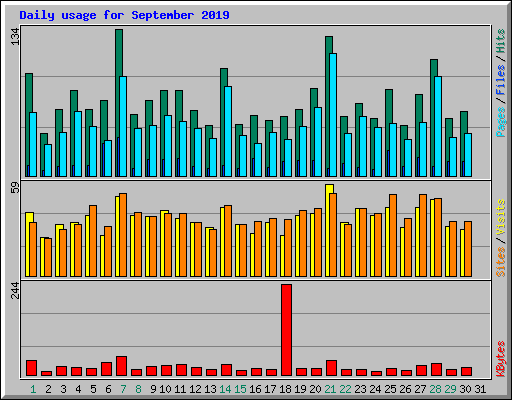 Daily usage for September 2019
134
59
244
Pages/Files/Hits
Sites/Visits
KBytes
1 2 3 4 5 6 7 8 9 10 11 12 13 14 15 16 17 18 19 20 21 22 23 24 25 26 27 28 29 30 31